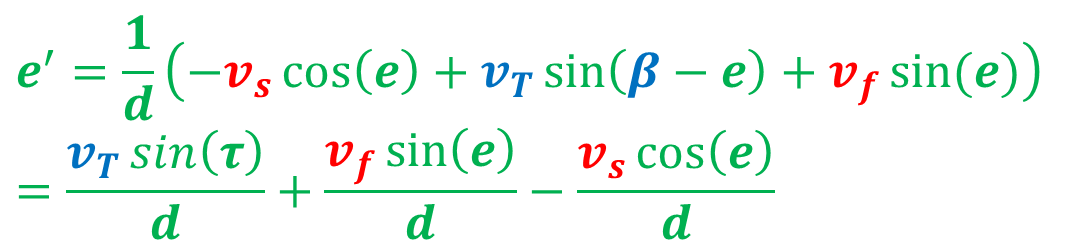 e′ = 1/d (−v_s cos(e) + v_T sin(β − e) + v_f sin(e))
= v_T sin(τ)/d + v_f sin(e)/d − v_s cos(e)/d